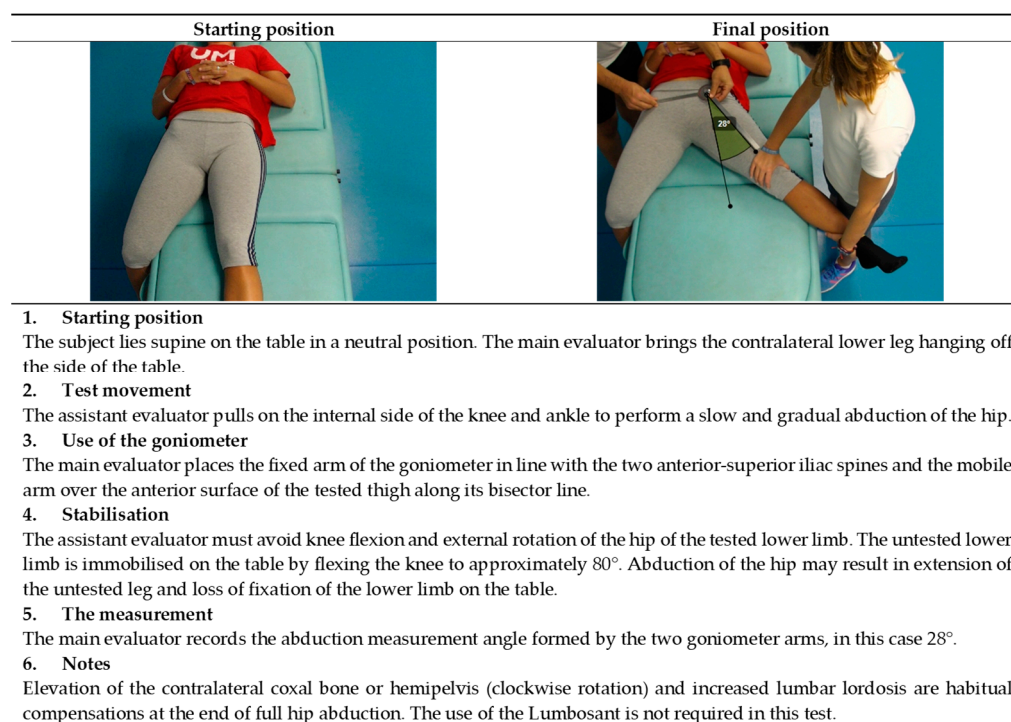 Starting position
Final position
UM
28°
1. Starting position
The subject lies supine on the table in a neutral position. The main evaluator brings the contralateral lower leg hanging off
the side of the table.
2. Test movement
The assistant evaluator pulls on the internal side of the knee and ankle to perform a slow and gradual abduction of the hip.
3. Use of the goniometer
The main evaluator places the fixed arm of the goniometer in line with the two anterior-superior iliac spines and the mobile
arm over the anterior surface of the tested thigh along its bisector line.
4. Stabilisation
The assistant evaluator must avoid knee flexion and external rotation of the hip of the tested lower limb. The untested lower
limb is immobilised on the table by flexing the knee to approximately 80°. Abduction of the hip may result in extension of
the untested leg and loss of fixation of the lower limb on the table.
5. The measurement
The main evaluator records the abduction measurement angle formed by the two goniometer arms, in this case 28°.
6. Notes
Elevation of the contralateral coxal bone or hemipelvis (clockwise rotation) and increased lumbar lordosis are habitual
compensations at the end of full hip abduction. The use of the Lumbosant is not required in this test.